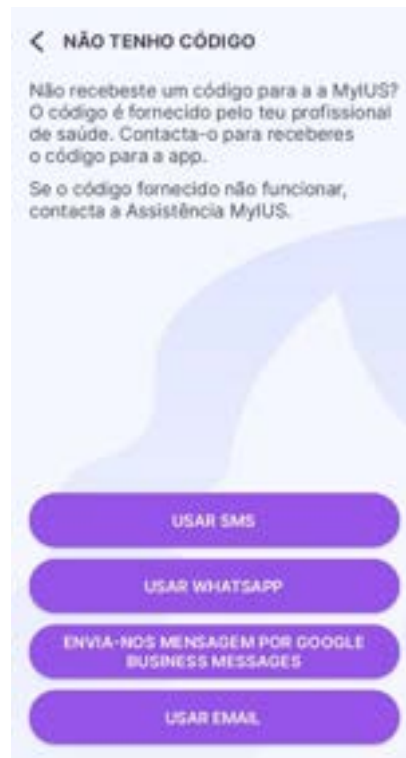 NÃO TENHO CÓDIGO
Não recebeste um código para a a MyIUS?
O código é fornecido pelo teu profissional
de saúde. Contacta-o para receberes
o código para a app.
Se o código fornecido não funcionar,
contacta a Assistência MyIUS.
USAR SMS
USAR WHATSAPP
ENVIA-NOS MENSAGEM POR GOOGLE
BUSINESS MESSAGES
USAR EMAIL